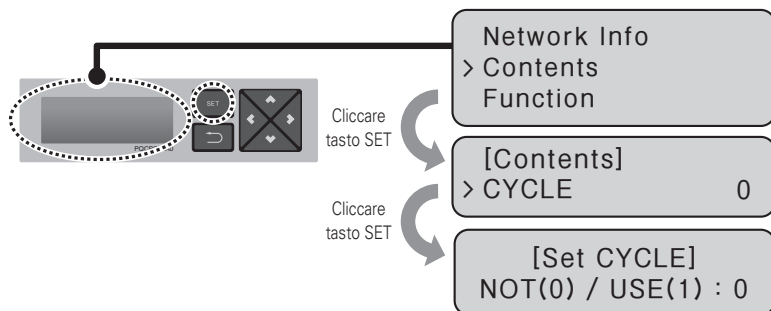 Network Info
> Contents
Function
SET
Cliccare
tasto SET
[Contents]
> CYCLE 0
Cliccare
tasto SET
[Set CYCLE]
NOT(0) / USE(1) : 0